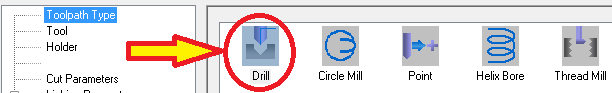 Toolpath Type
Tool
Holder
Cut Parameters
Drill
Circle Mill
Point
Helix Bore
Thread Mill